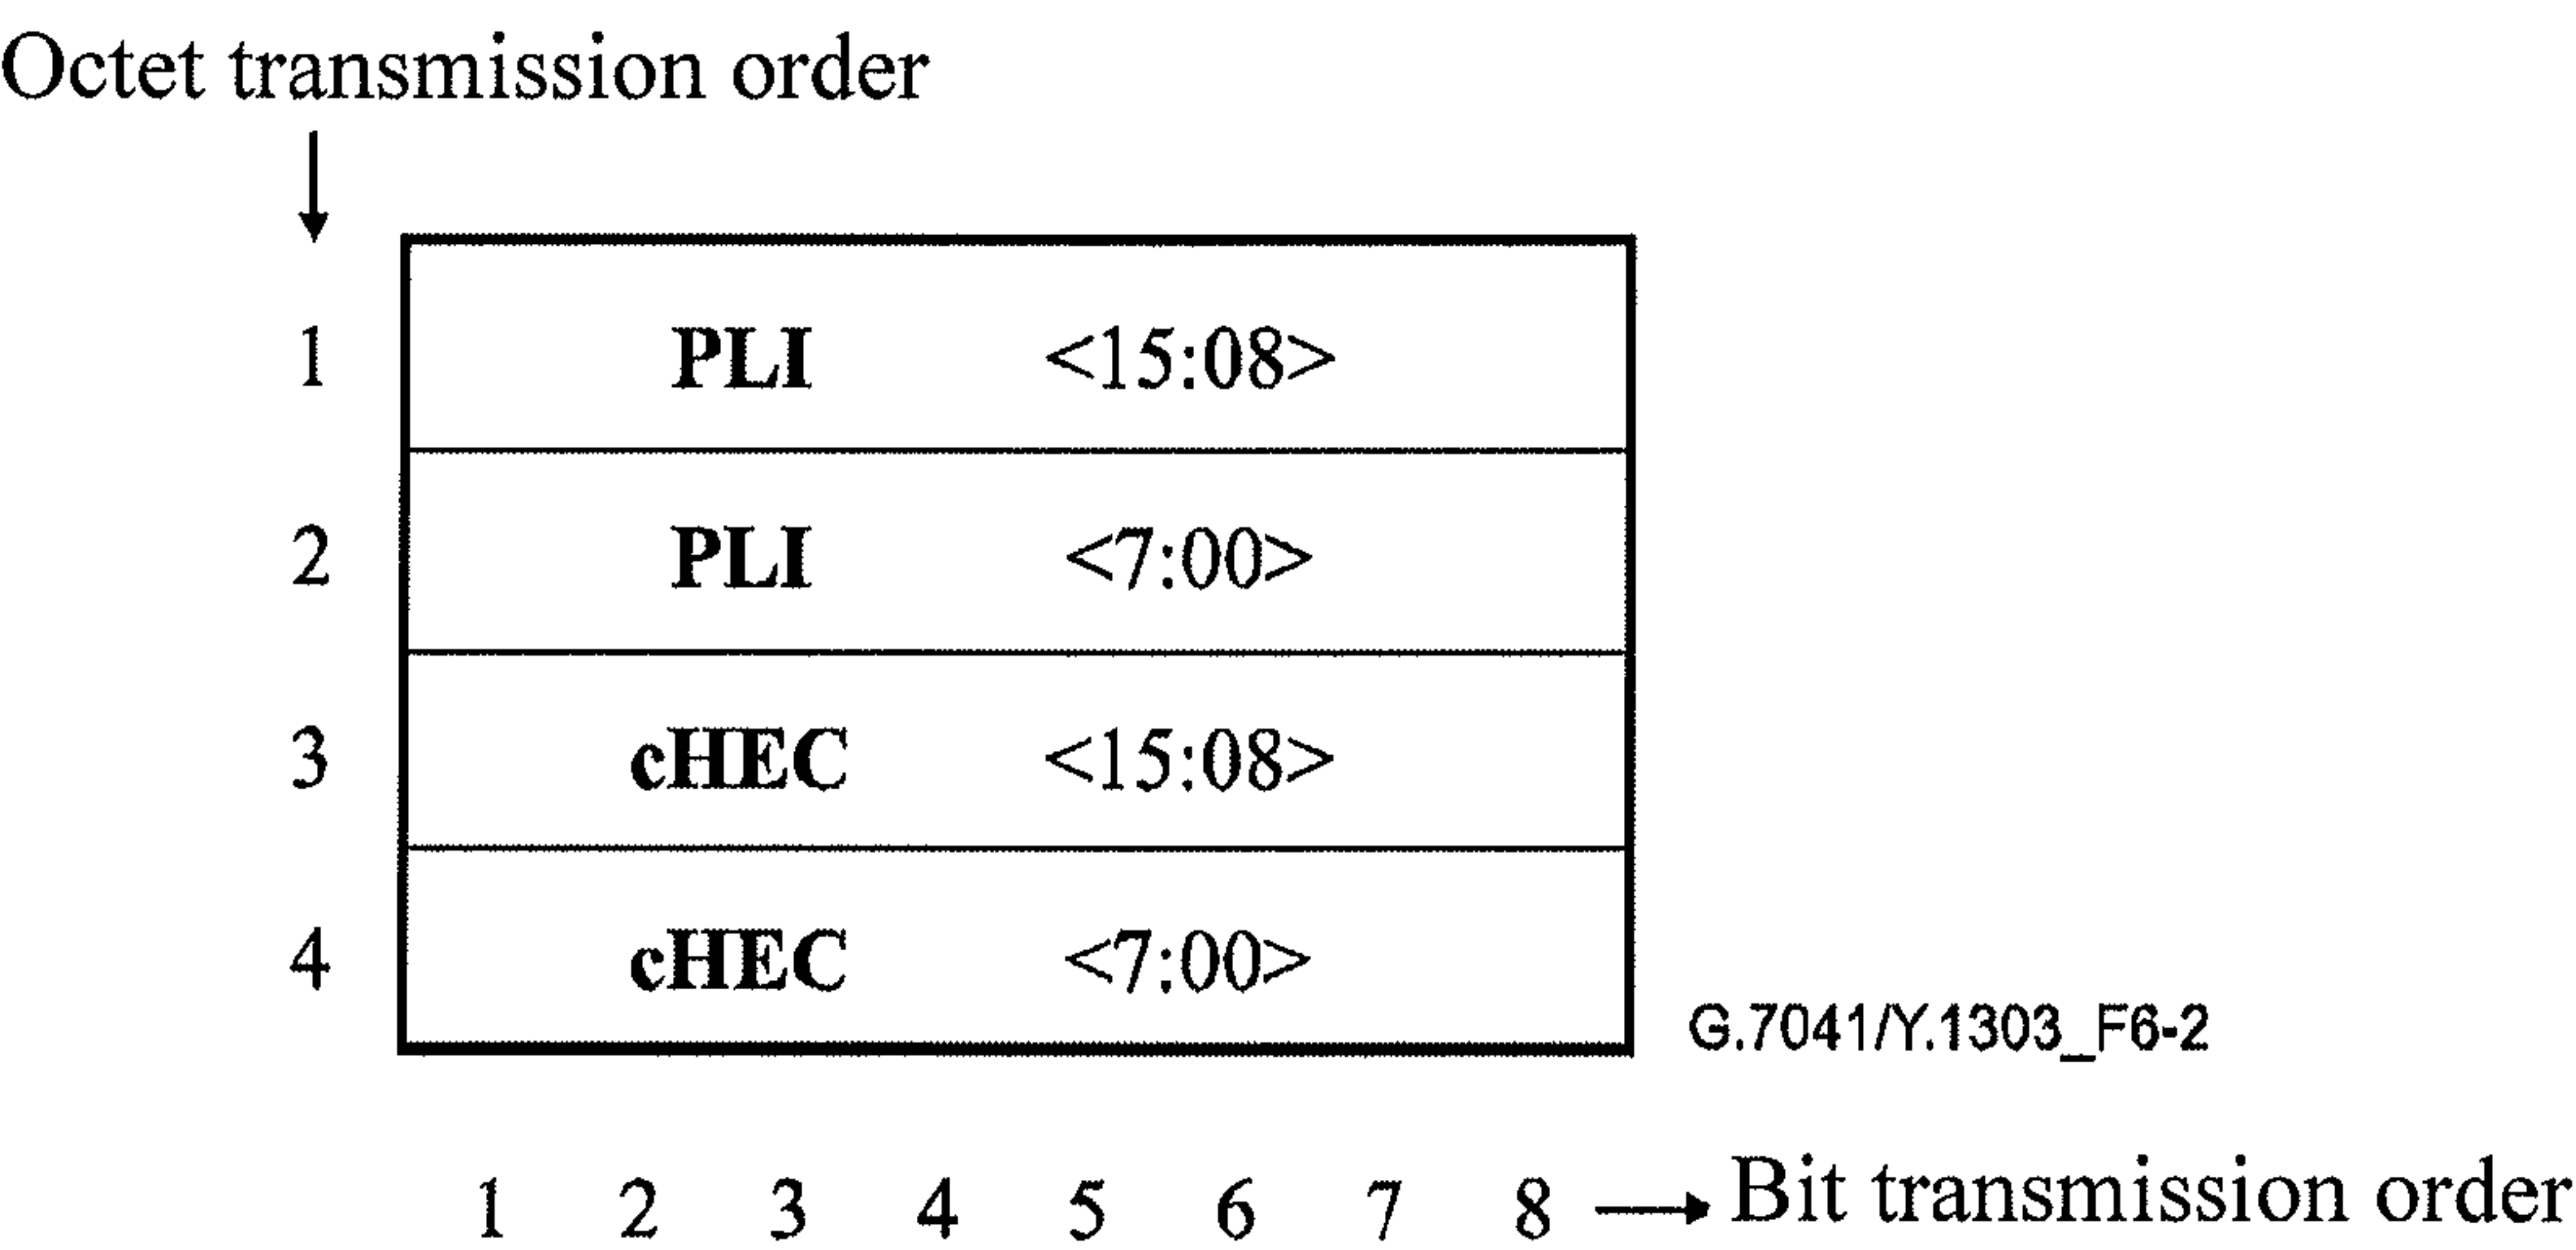 Octet transmission order
1 PLI <15:08>
2 PLI <7:00>
3 cHEC <15:08>
4 cHEC <7:00>
G.7041/Y.1303_F6-2
1 2 3 4 5 6 7 8 Bit transmission order